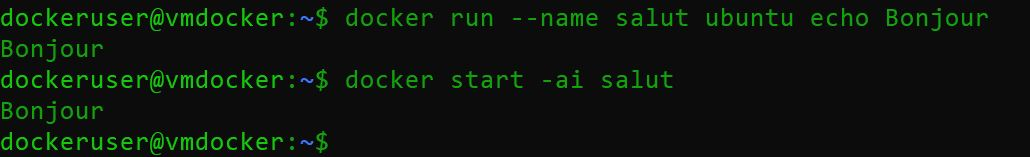 dockeruser@vmdocker:~$ docker run --name salut ubuntu echo Bonjour
Bonjour
dockeruser@vmdocker:~$ docker start -ai salut
Bonjour
dockeruser@vmdocker:~$